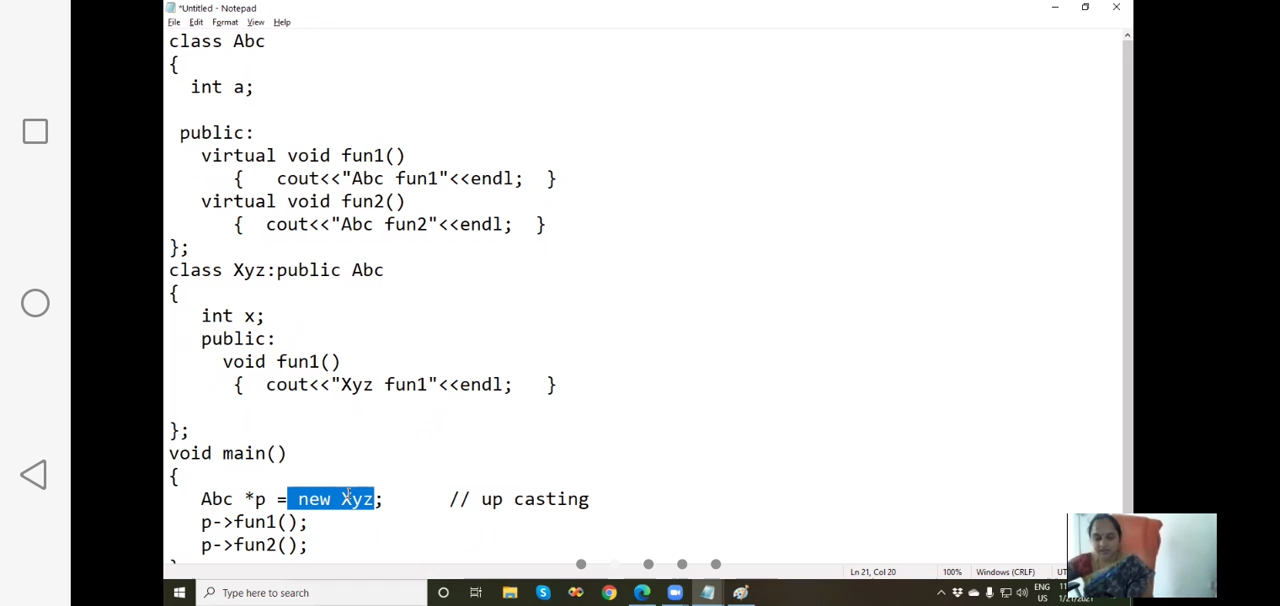 *Untitled - Notepad
File Edit Format View Help
class Abc
{
int a;
public:
virtual void fun1()
{ cout<<"Abc fun1"<<endl; }
virtual void fun2()
{ cout<<"Abc fun2"<<endl; }
};
class Xyz:public Abc
{
int x;
public:
void fun1()
{ cout<<"Xyz fun1"<<endl; }
};
void main()
{
Abc *p = new Xyz; // up casting
p->fun1();
p->fun2();
Ln 21, Col 20 100% Windows (CRLF)
Type here to search
ENG
US